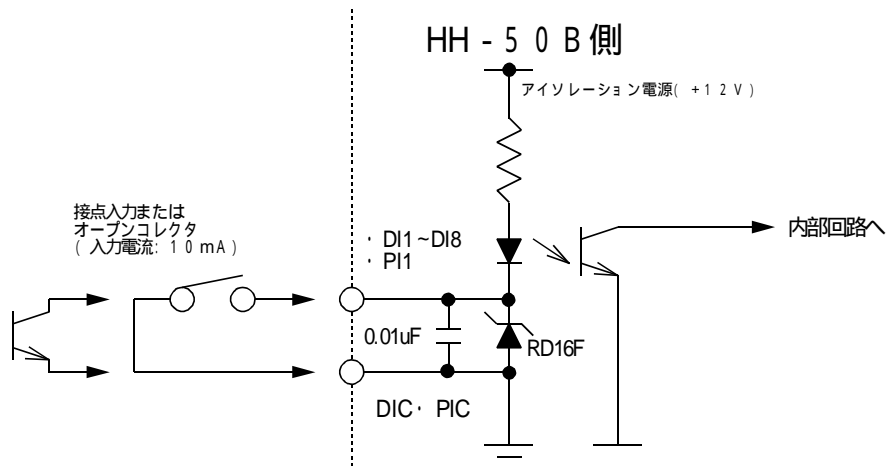 HH-50B側
アイソレーション電源(+12V)
接点入力または
オープンコレクタ
(入力電流:10mA)
・DI1~DI8
・PI1
内部回路へ
0.01uF
RD16F
DIC・PIC